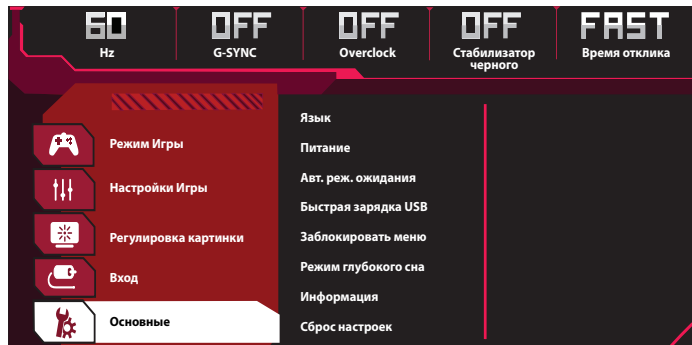 60
OFF
OFF
OFF
FAST
Hz
G-SYNC
Overclock
Стабилизатор
черного
Время отклика
Режим Игры
Настройки Игры
Регулировка картинки
Вход
Основные
Язык
Питание
Авт. реж. ожидания
Быстрая зарядка USB
Заблокировать меню
Режим глубокого сна
Информация
Сброс настроек